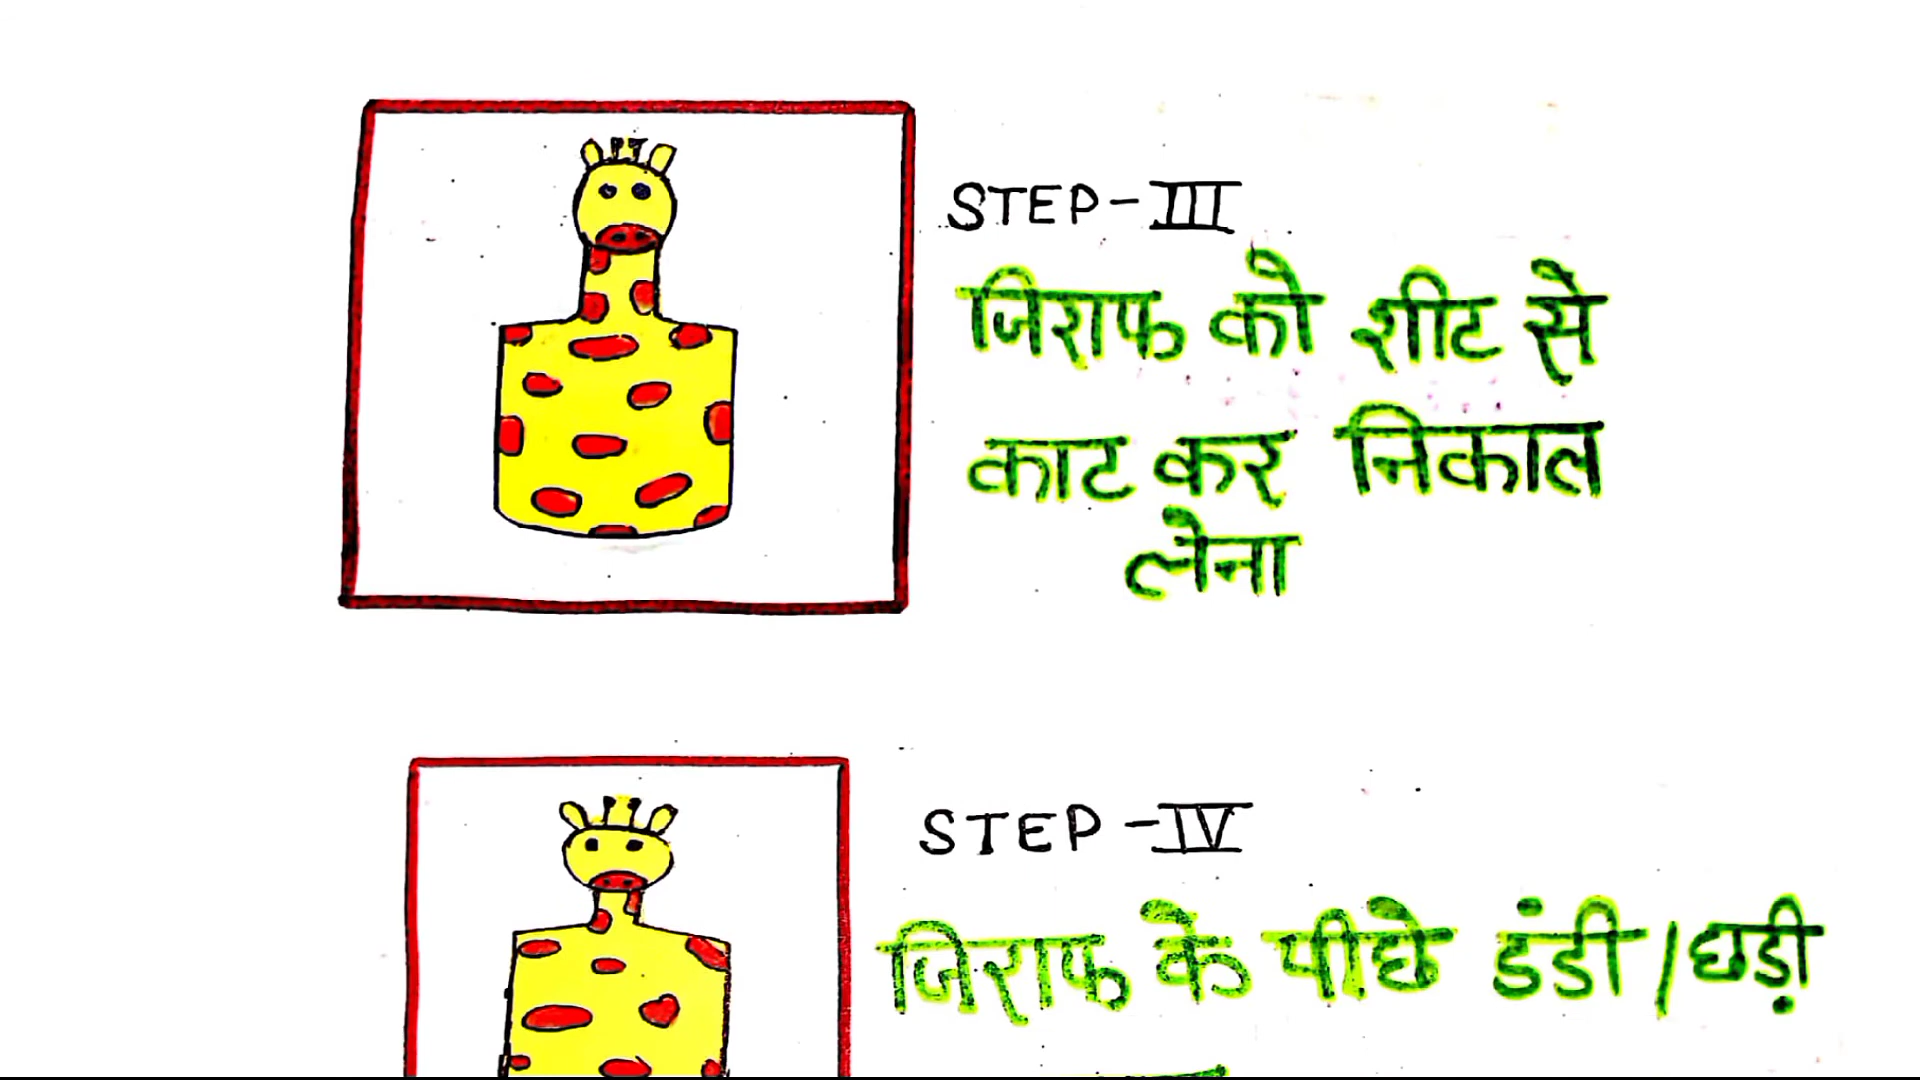 STEP-III
जिराफ को शीट से
काट कर निकाल
लेना
STEP-IV
जिराफ के पीछे डंडी/छड़ी